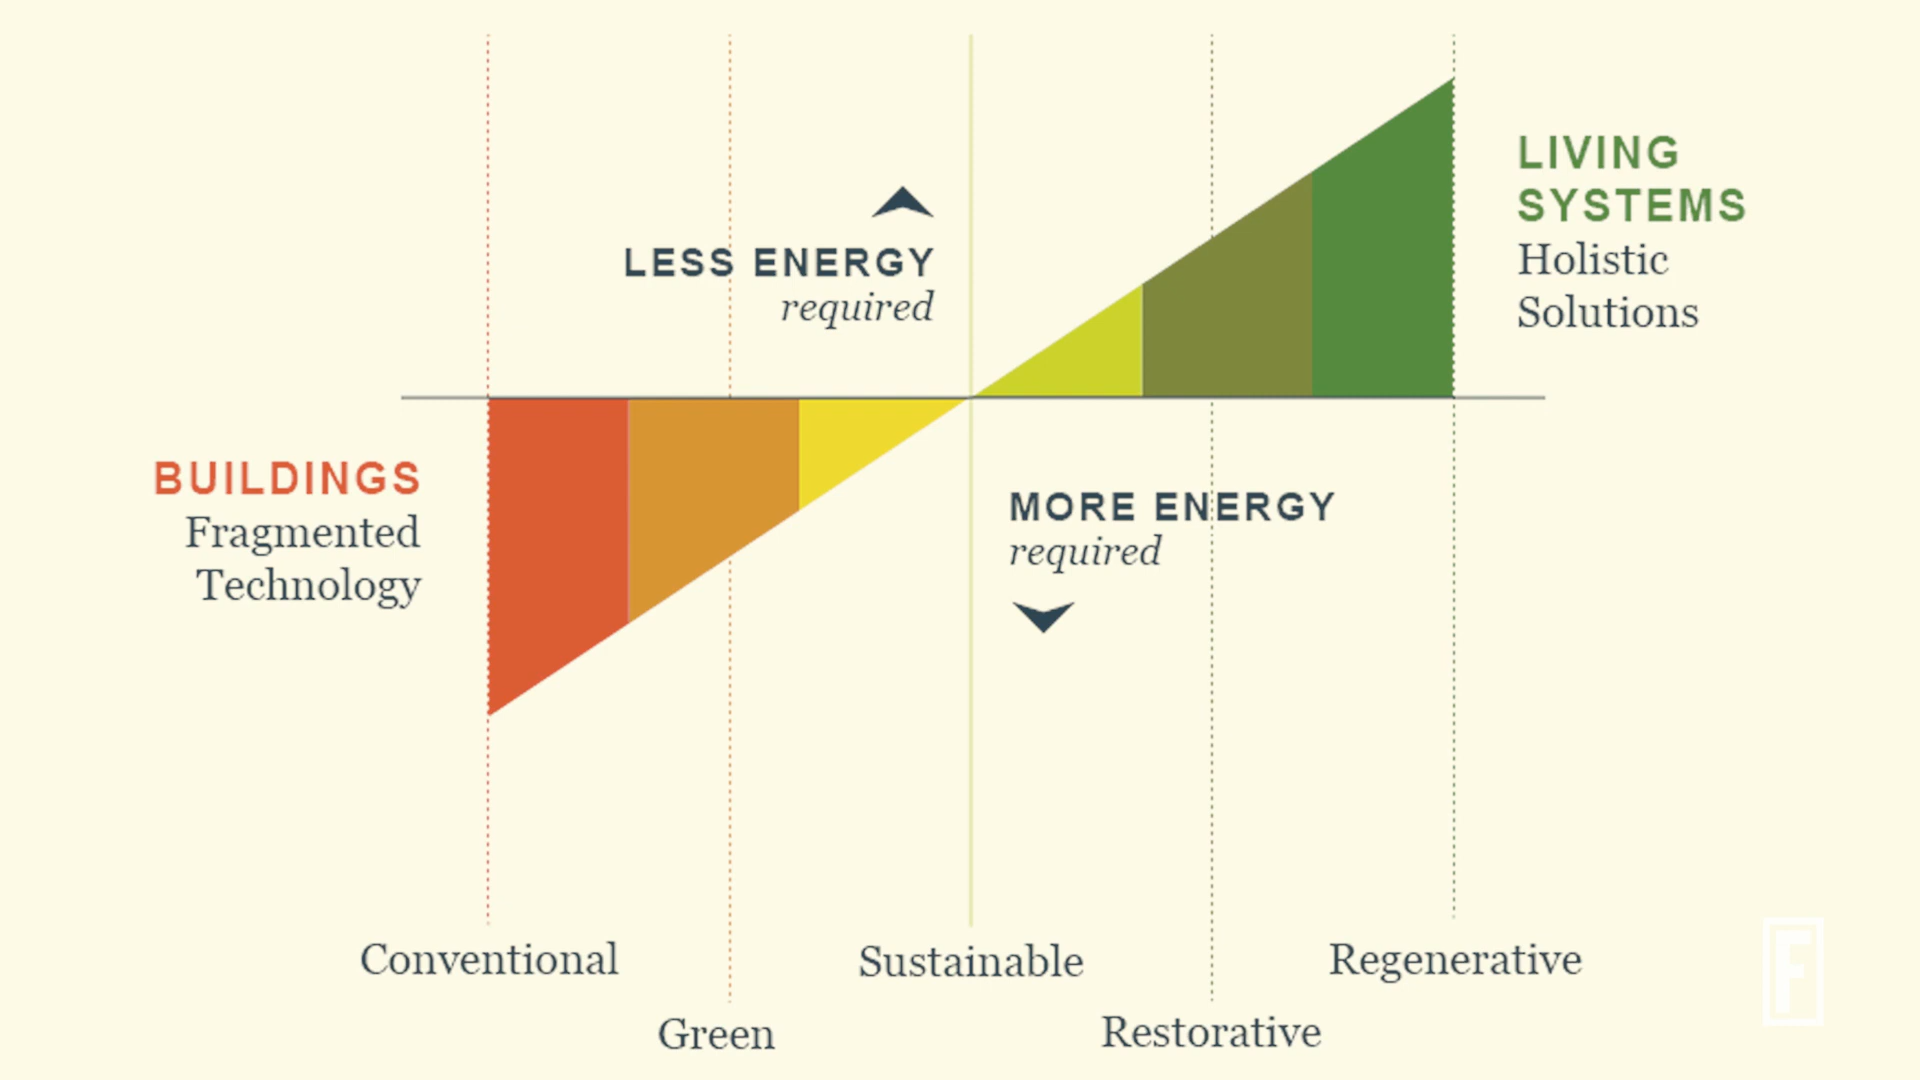 LIVING
SYSTEMS
Holistic
Solutions
LESS ENERGY
required
BUILDINGS
Fragmented
Technology
MORE ENERGY
required
Conventional
Green
Sustainable
Restorative
Regenerative
F